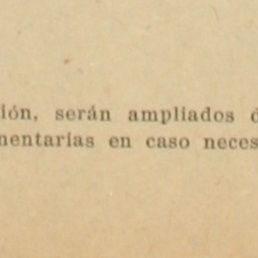 ión, serán ampliados d
mentarias en caso neces